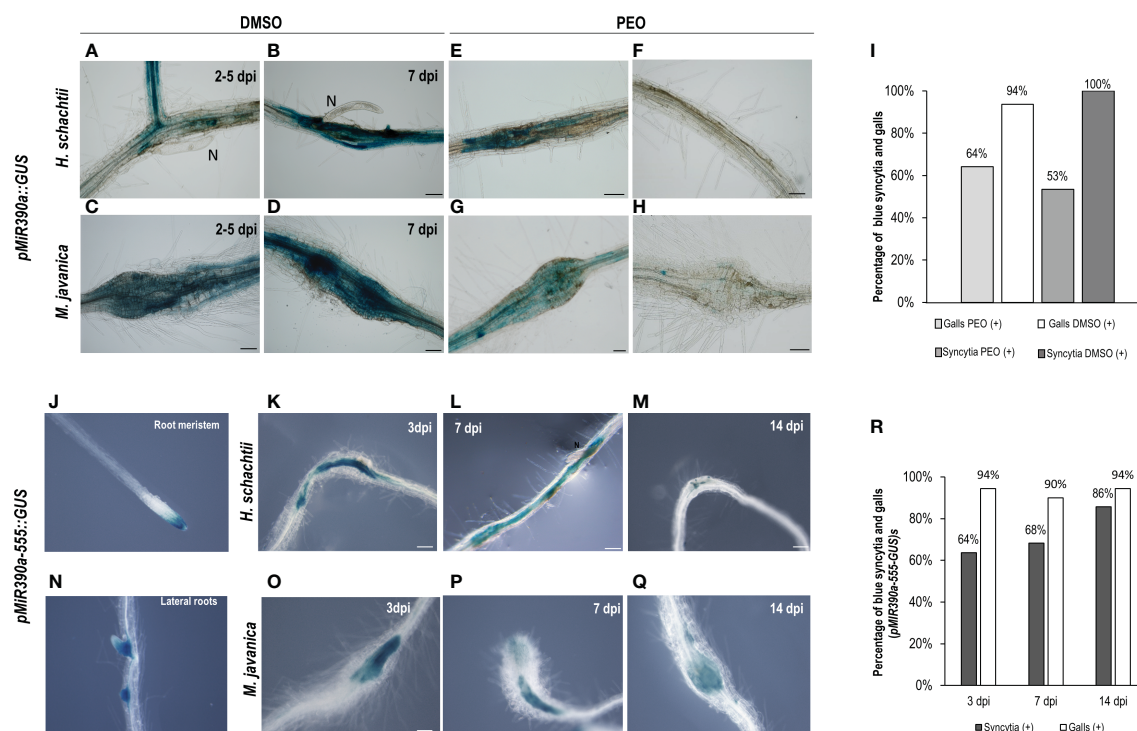 DMSO
PEO
A
B
E
F
I
2-5 dpi
N
7 dpi
N
H. schachtii
pMiR390a::GUS
C
D
G
H
2-5 dpi
7 dpi
M. javanica
Percentage of blue syncytia and galls
100%
80%
60%
40%
20%
0%
64%
94%
53%
100%
Galls PEO (+)
Galls DMSO (+)
Syncytia PEO (+)
Syncytia DMSO (+)
J
K
L
M
Root meristem
3dpi
7 dpi
N
14 dpi
H. schachtii
pMiR390a-555::GUS
N
O
P
Q
Lateral roots
3dpi
7 dpi
14 dpi
M. javanica
R
Percentage of blue syncytia and galls
(pMIR390a-555-GUS)s
100%
80%
60%
40%
20%
0%
64%
94%
68%
90%
86%
94%
3 dpi
7 dpi
14 dpi
Syncytia (+)
Galls (+)